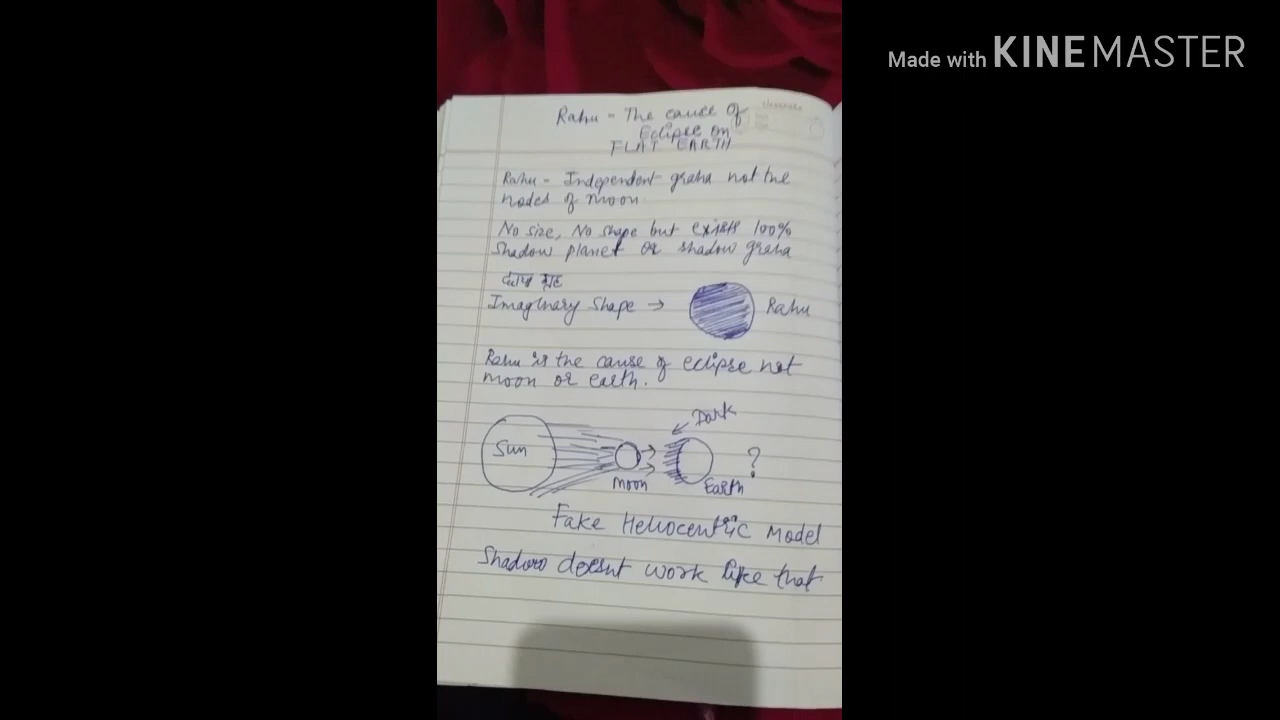 Made with KINEMASTER
Rahu - The cause of
Eclipse on
FLAT EARTH
Rahu - Independent graha not the
nodes of moon.
No size, No shape but exists 100%
Shadow planet or shadow graha
छाया ग्रह
Imaginary Shape → Rahu
Rahu is the cause of eclipse not
moon or earth.
Dark
Sun
Moon
Earth
?
Fake Heliocentric Model
Shadow doesnt work like that